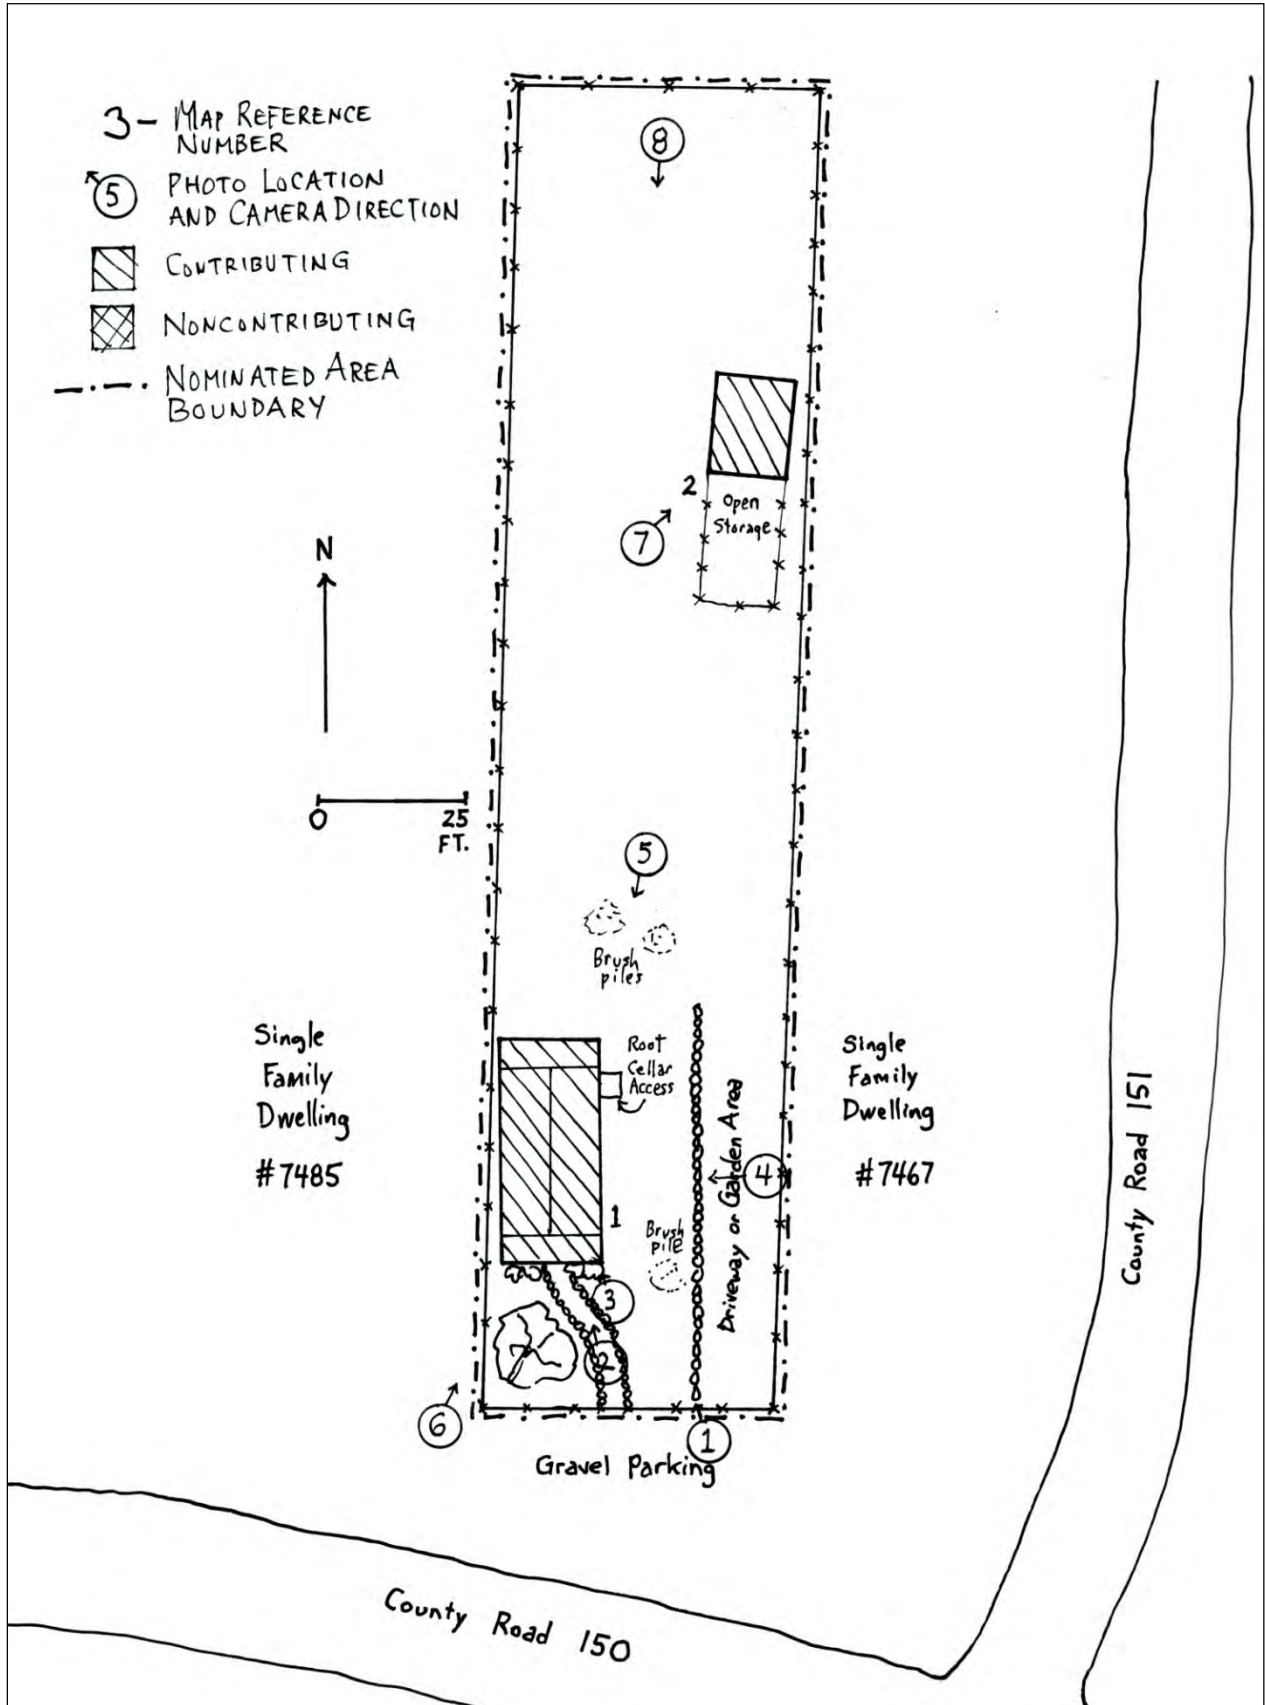 3 - MAP REFERENCE
NUMBER
5 PHOTO LOCATION
AND CAMERA DIRECTION
CONTRIBUTING
NONCONTRIBUTING
NOMINATED AREA
BOUNDARY
8
2
Open
Storage
7
N
0 25
FT.
5
Brush
piles
Single
Family
Dwelling
#7485
Root
Cellar
Access
Driveway or Garden Area
4
Single
Family
Dwelling
#7467
County Road 151
1
Brush
pile
3
2
6
1
Gravel Parking
County Road 150